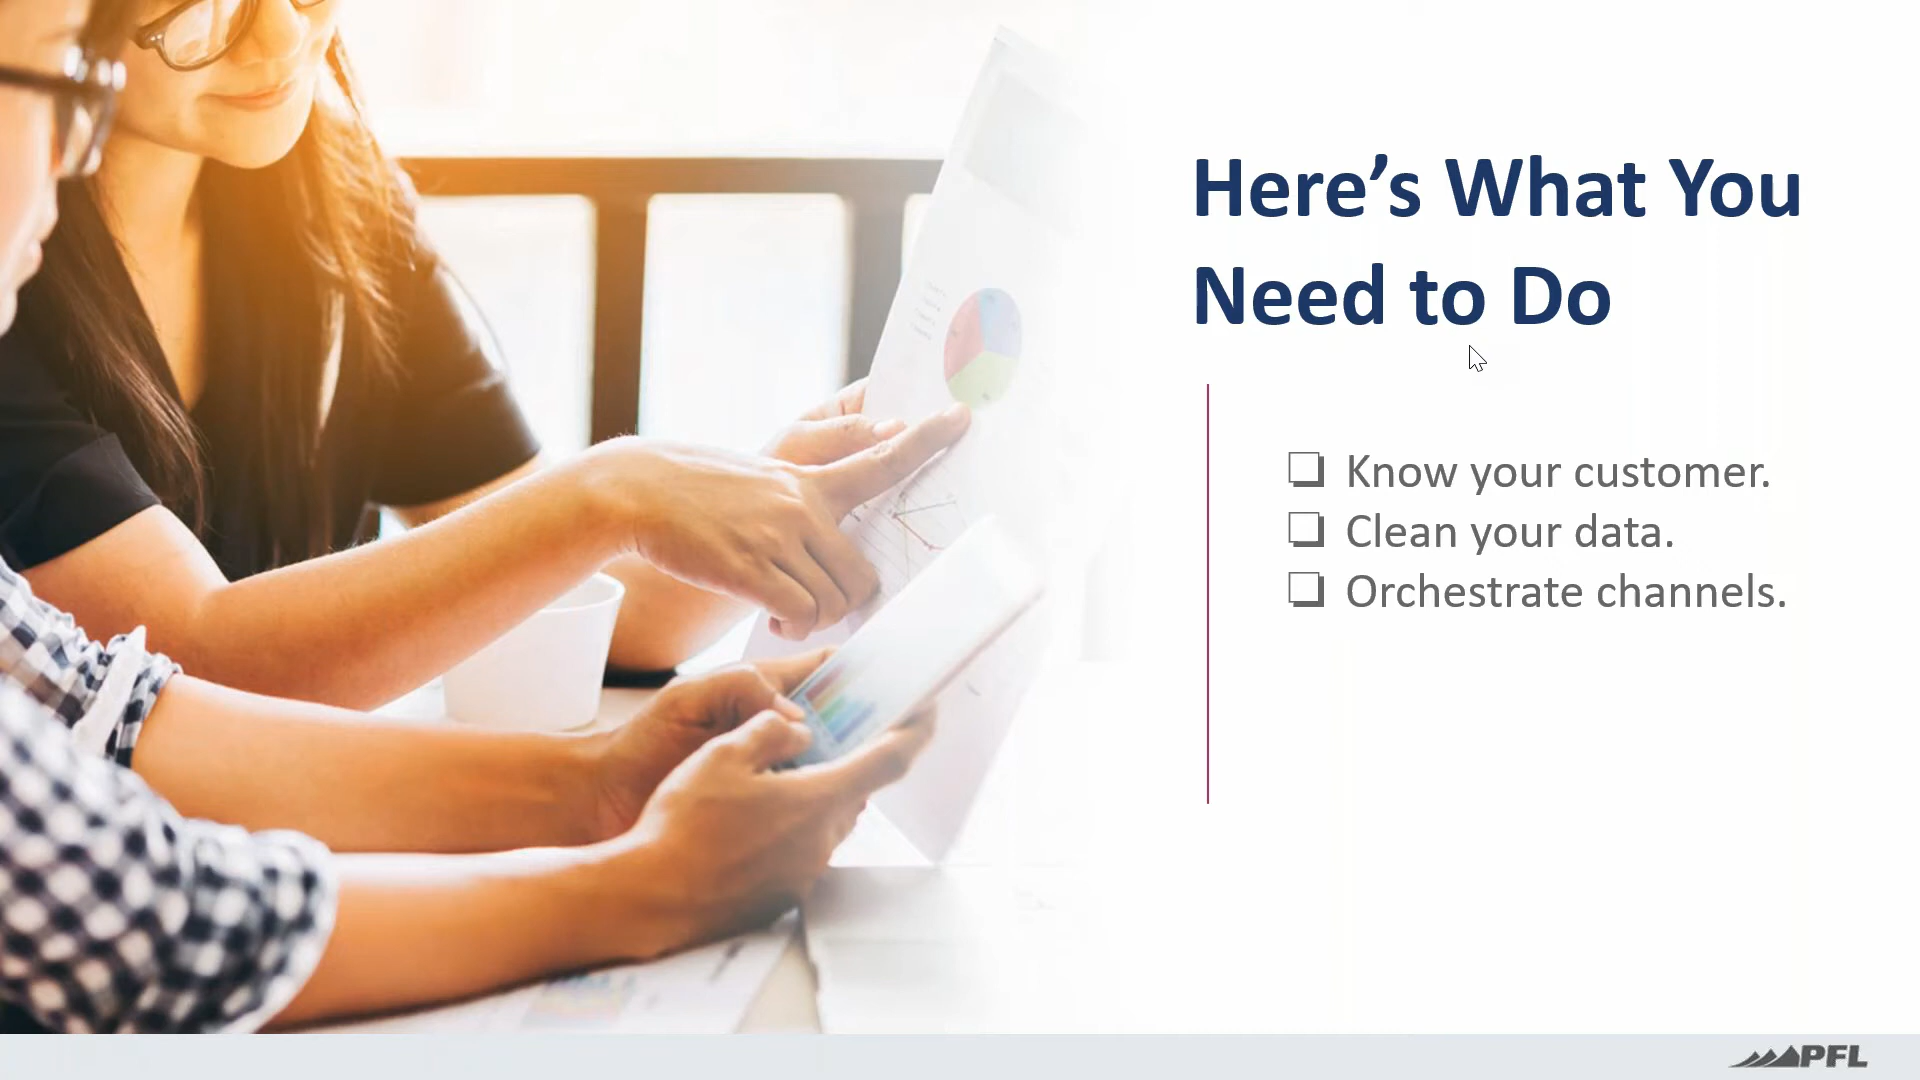 Here’s What You
Need to Do
❑ Know your customer.
❑ Clean your data.
❑ Orchestrate channels.
PFL